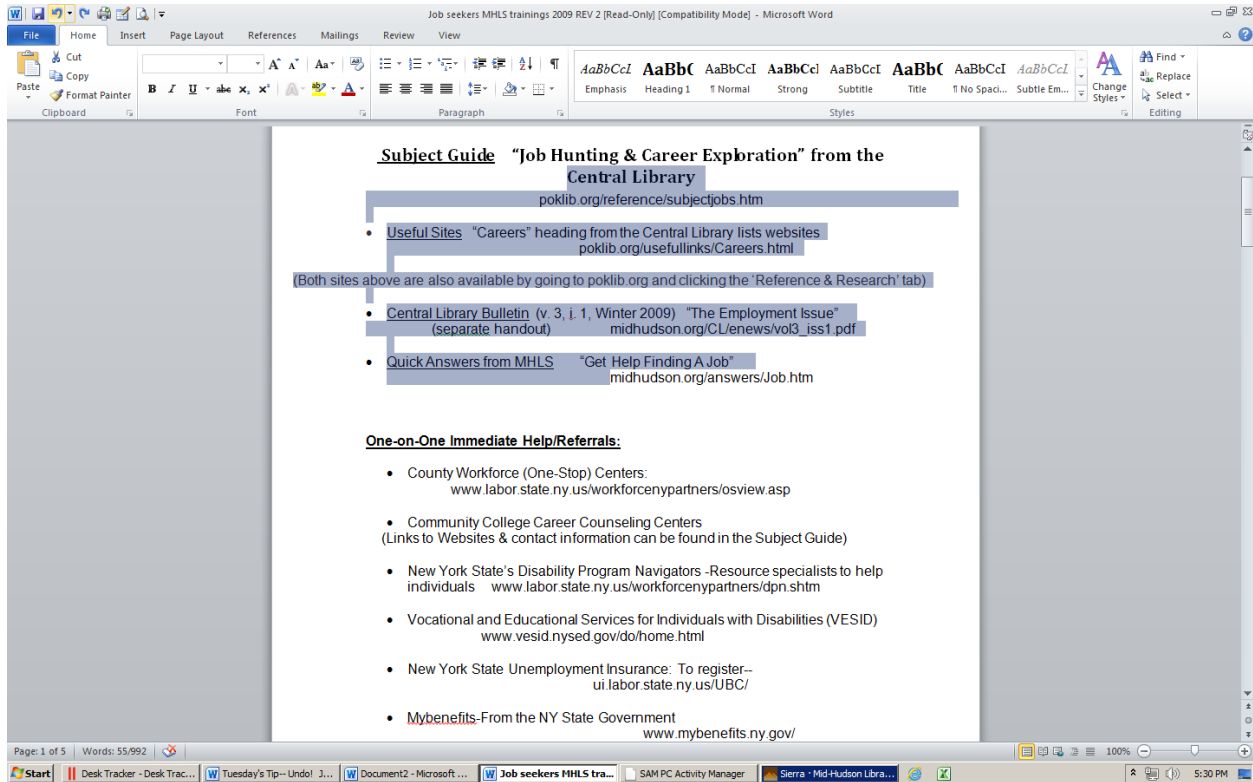 Job seekers MHLS trainings 2009 REV 2 [Read-Only] [Compatibility Mode] - Microsoft Word
File Home Insert Page Layout References Mailings Review View
Paste
Cut
Copy
Format Painter
Clipboard
Aa
B I U abc x₂ x² A ab A
Font
Paragraph
AaBbCcI AaBb( AaBbCcI AaBbCcl AaBbCcI AaBb( AaBbCcI AaBbCcI
Emphasis Heading 1 ¶ Normal Strong Subtitle Title ¶ No Spaci... Subtle Em...
Styles
Change Styles
Find
Replace
Select
Editing
Subject Guide “Job Hunting & Career Exploration” from the
Central Library
poklib.org/reference/subjectjobs.htm
• Useful Sites “Careers” heading from the Central Library lists websites
poklib.org/usefullinks/Careers.html
(Both sites above are also available by going to poklib.org and clicking the ‘Reference & Research’ tab)
• Central Library Bulletin (v. 3, i. 1, Winter 2009) “The Employment Issue”
(separate handout) midhudson.org/CL/enews/vol3_iss1.pdf
• Quick Answers from MHLS “Get Help Finding A Job”
midhudson.org/answers/Job.htm
One-on-One Immediate Help/Referrals:
• County Workforce (One-Stop) Centers:
www.labor.state.ny.us/workforcenypartners/osview.asp
• Community College Career Counseling Centers
(Links to Websites & contact information can be found in the Subject Guide)
• New York State’s Disability Program Navigators -Resource specialists to help
individuals www.labor.state.ny.us/workforcenypartners/dpn.shtm
• Vocational and Educational Services for Individuals with Disabilities (VESID)
www.vesid.nysed.gov/do/home.html
• New York State Unemployment Insurance: To register--
ui.labor.state.ny.us/UBC/
• Mybenefits-From the NY State Government
www.mybenefits.ny.gov/
Page: 1 of 5 Words: 55/992 100%
Start Desk Tracker - Desk Trac... Tuesday's Tip-- Undo! J... Document2 - Microsoft ... Job seekers MHLS tra... SAM PC Activity Manager Sierra · Mid-Hudson Libra... 5:30 PM